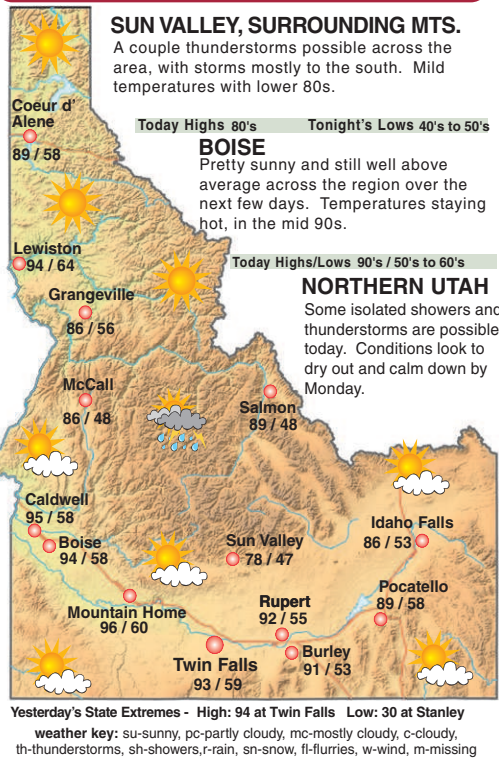 SUN VALLEY, SURROUNDING MTS.
A couple thunderstorms possible across the
area, with storms mostly to the south. Mild
temperatures with lower 80s.
Today Highs 80's Tonight's Lows 40's to 50's
BOISE
Pretty sunny and still well above
average across the region over the
next few days. Temperatures staying
hot, in the mid 90s.
Today Highs/Lows 90's / 50's to 60's
NORTHERN UTAH
Some isolated showers and
thunderstorms are possible
today. Conditions look to
dry out and calm down by
Monday.
Coeur d'
Alene
89 / 58
Lewiston
94 / 64
Grangeville
86 / 56
McCall
86 / 48
Salmon
89 / 48
Caldwell
95 / 58
Boise
94 / 58
Sun Valley
78 / 47
Idaho Falls
86 / 53
Mountain Home
96 / 60
Rupert
92 / 55
Pocatello
89 / 58
Twin Falls
93 / 59
Burley
91 / 53
Yesterday's State Extremes - High: 94 at Twin Falls Low: 30 at Stanley
weather key: su-sunny, pc-partly cloudy, mc-mostly cloudy, c-cloudy,
th-thunderstorms, sh-showers,r-rain, sn-snow, fl-flurries, w-wind, m-missing